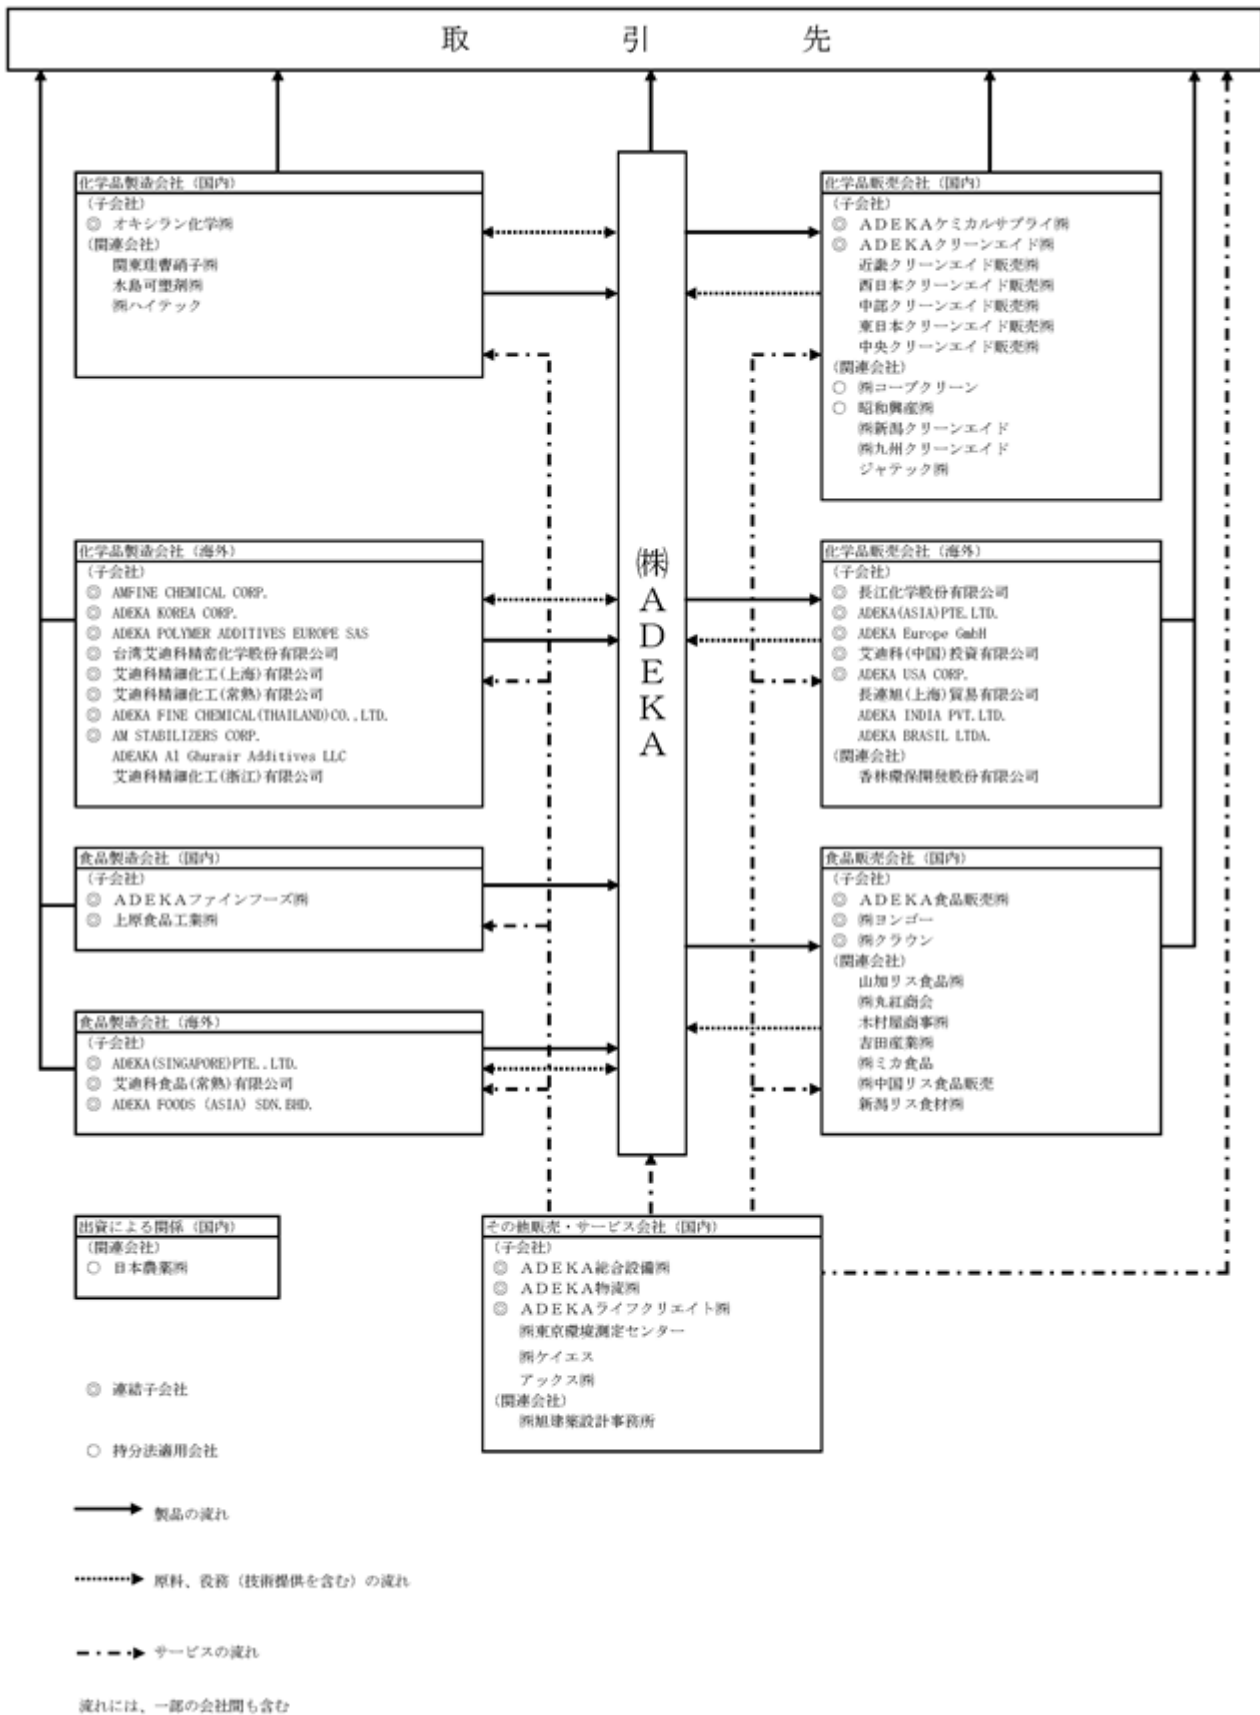 取引先
化学品製造会社（国内）
（子会社）
◎ オキシラン化学㈱
（関連会社）
関東珪曹硝子㈱
水島可塑剤㈱
㈱ハイテック
化学品販売会社（国内）
（子会社）
◎ ＡＤＥＫＡケミカルサプライ㈱
◎ ＡＤＥＫＡクリーンエイド㈱
近畿クリーンエイド販売㈱
西日本クリーンエイド販売㈱
中部クリーンエイド販売㈱
東日本クリーンエイド販売㈱
中央クリーンエイド販売㈱
（関連会社）
○ ㈱コープクリーン
○ 昭和興産㈱
㈱新潟クリーンエイド
㈱九州クリーンエイド
ジャテック㈱
㈱ＡＤＥＫＡ
化学品製造会社（海外）
（子会社）
◎ AMFINE CHEMICAL CORP.
◎ ADEKA KOREA CORP.
◎ ADEKA POLYMER ADDITIVES EUROPE SAS
◎ 台湾艾迪科精密化学股份有限公司
◎ 艾迪科精細化工(上海)有限公司
◎ 艾迪科精細化工(常熟)有限公司
◎ ADEKA FINE CHEMICAL(THAILAND)CO.,LTD.
◎ AM STABILIZERS CORP.
ADEAKA Al Ghurair Additives LLC
艾迪科精細化工(浙江)有限公司
化学品販売会社（海外）
（子会社）
◎ 長江化学股份有限公司
◎ ADEKA(ASIA)PTE.LTD.
◎ ADEKA Europe GmbH
◎ 艾迪科(中国)投資有限公司
◎ ADEKA USA CORP.
長連旭(上海)貿易有限公司
ADEKA INDIA PVT.LTD.
ADEKA BRASIL LTDA.
（関連会社）
香林環保開發股份有限公司
食品製造会社（国内）
（子会社）
◎ ＡＤＥＫＡファインフーズ㈱
◎ 上原食品工業㈱
食品販売会社（国内）
（子会社）
◎ ＡＤＥＫＡ食品販売㈱
◎ ㈱ヨンゴー
◎ ㈱クラウン
（関連会社）
山加リス食品㈱
㈱丸紅商会
木村屋商事㈱
吉田産業㈱
㈱ミカ食品
㈱中国リス食品販売
新潟リス食材㈱
食品製造会社（海外）
（子会社）
◎ ADEKA(SINGAPORE)PTE.,LTD.
◎ 艾迪科食品(常熟)有限公司
◎ ADEKA FOODS (ASIA) SDN.BHD.
出資による関係（国内）
（関連会社）
○ 日本農薬㈱
その他販売・サービス会社（国内）
（子会社）
◎ ＡＤＥＫＡ総合設備㈱
◎ ＡＤＥＫＡ物流㈱
◎ ＡＤＥＫＡライフクリエイト㈱
㈱東京環境測定センター
㈱ケイエス
アックス㈱
（関連会社）
㈱旭建築設計事務所
◎ 連結子会社
○ 持分法適用会社
製品の流れ
原料、役務（技術提供を含む）の流れ
サービスの流れ
流れには、一部の会社間も含む